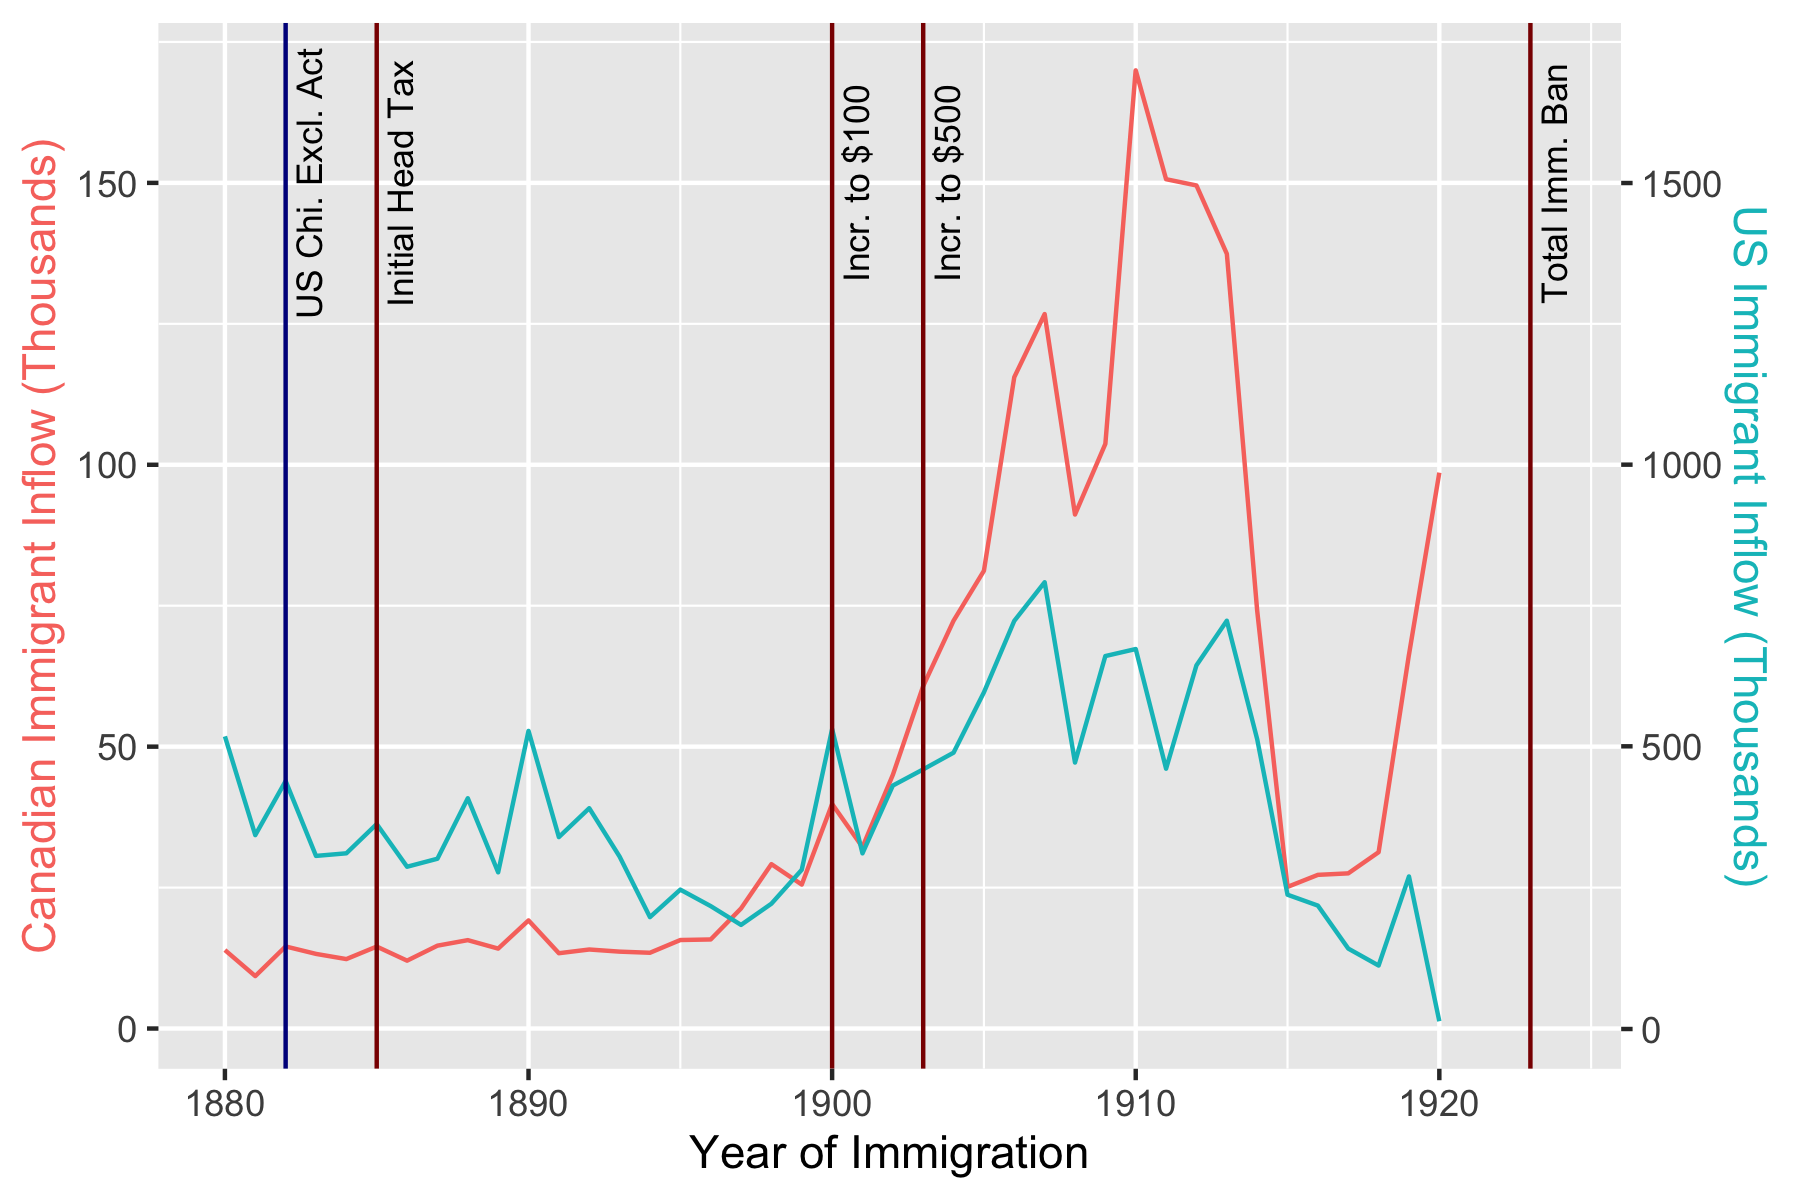 US Chi. Excl. Act
Initial Head Tax
Incr. to $100
Incr. to $500
Total Imm. Ban
Canadian Immigrant Inflow (Thousands)
150
100
50
0
1500
1000
500
0
US Immigrant Inflow (Thousands)
1880
1890
1900
1910
1920
Year of Immigration